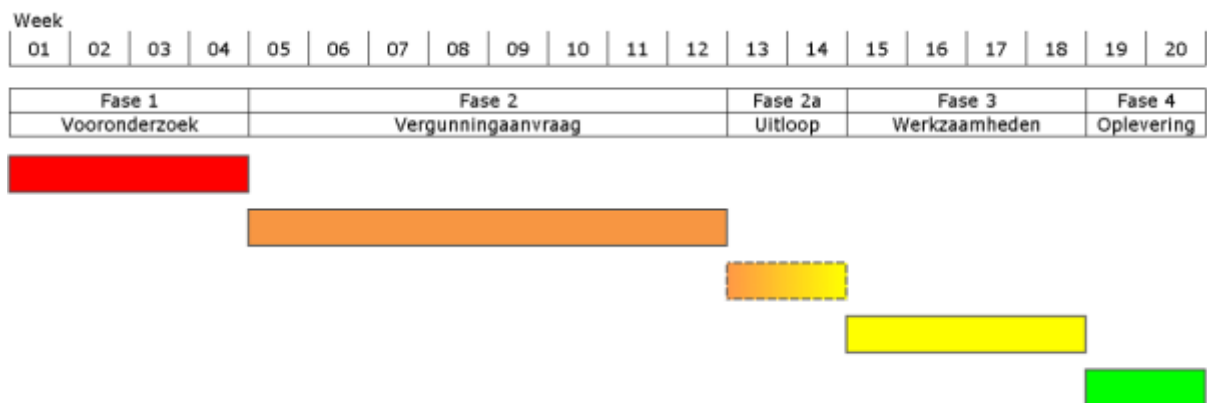 Week
01 02 03 04 05 06 07 08 09 10 11 12 13 14 15 16 17 18 19 20
Fase 1 Fase 2 Fase 2a Fase 3 Fase 4
Vooronderzoek Vergunningaanvraag Uitloop Werkzaamheden Oplevering